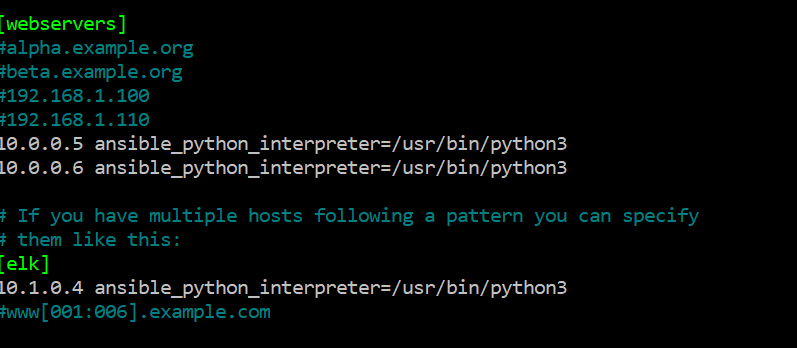 [webservers]
#alpha.example.org
#beta.example.org
#192.168.1.100
#192.168.1.110
10.0.0.5 ansible_python_interpreter=/usr/bin/python3
10.0.0.6 ansible_python_interpreter=/usr/bin/python3
# If you have multiple hosts following a pattern you can specify
# them like this:
[elk]
10.1.0.4 ansible_python_interpreter=/usr/bin/python3
#www[001:006].example.com